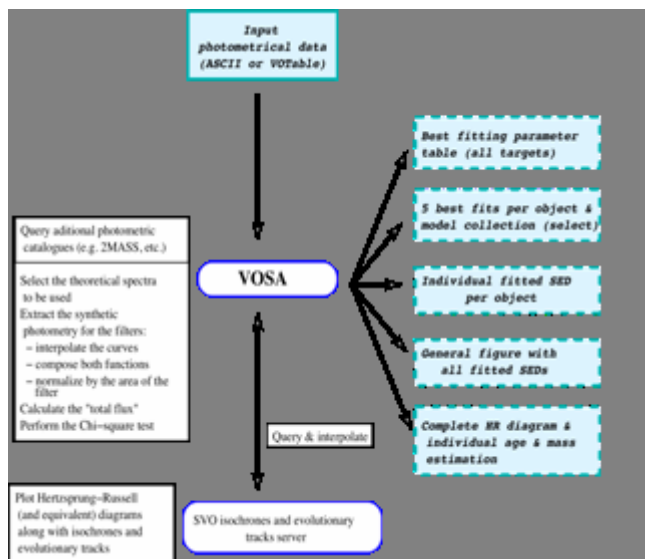 Input
photometrical data
(ASCII or VOTable)
Best fitting parameter
table (all targets)
5 best fits per object &
model collection (select)
Query aditional photometric
catalogues (e.g. 2MASS, etc.)
Select the theoretical spectra
to be used
Extract the synthetic
photometry for the filters:
– interpolate the curves
– compose both functions
– normalize by the area of the
filter
Calculate the "total flux"
Perform the Chi–square test
VOSA
Individual fitted SED
per object
General figure with
all fitted SEDs
Complete HR diagram &
individual age & mass
estimation
Query & interpolate
Plot Hertzsprung–Russell
(and equivalent) diagrams
along with isochrones and
evolutionary tracks
SVO isochrones and evolutionary
tracks server